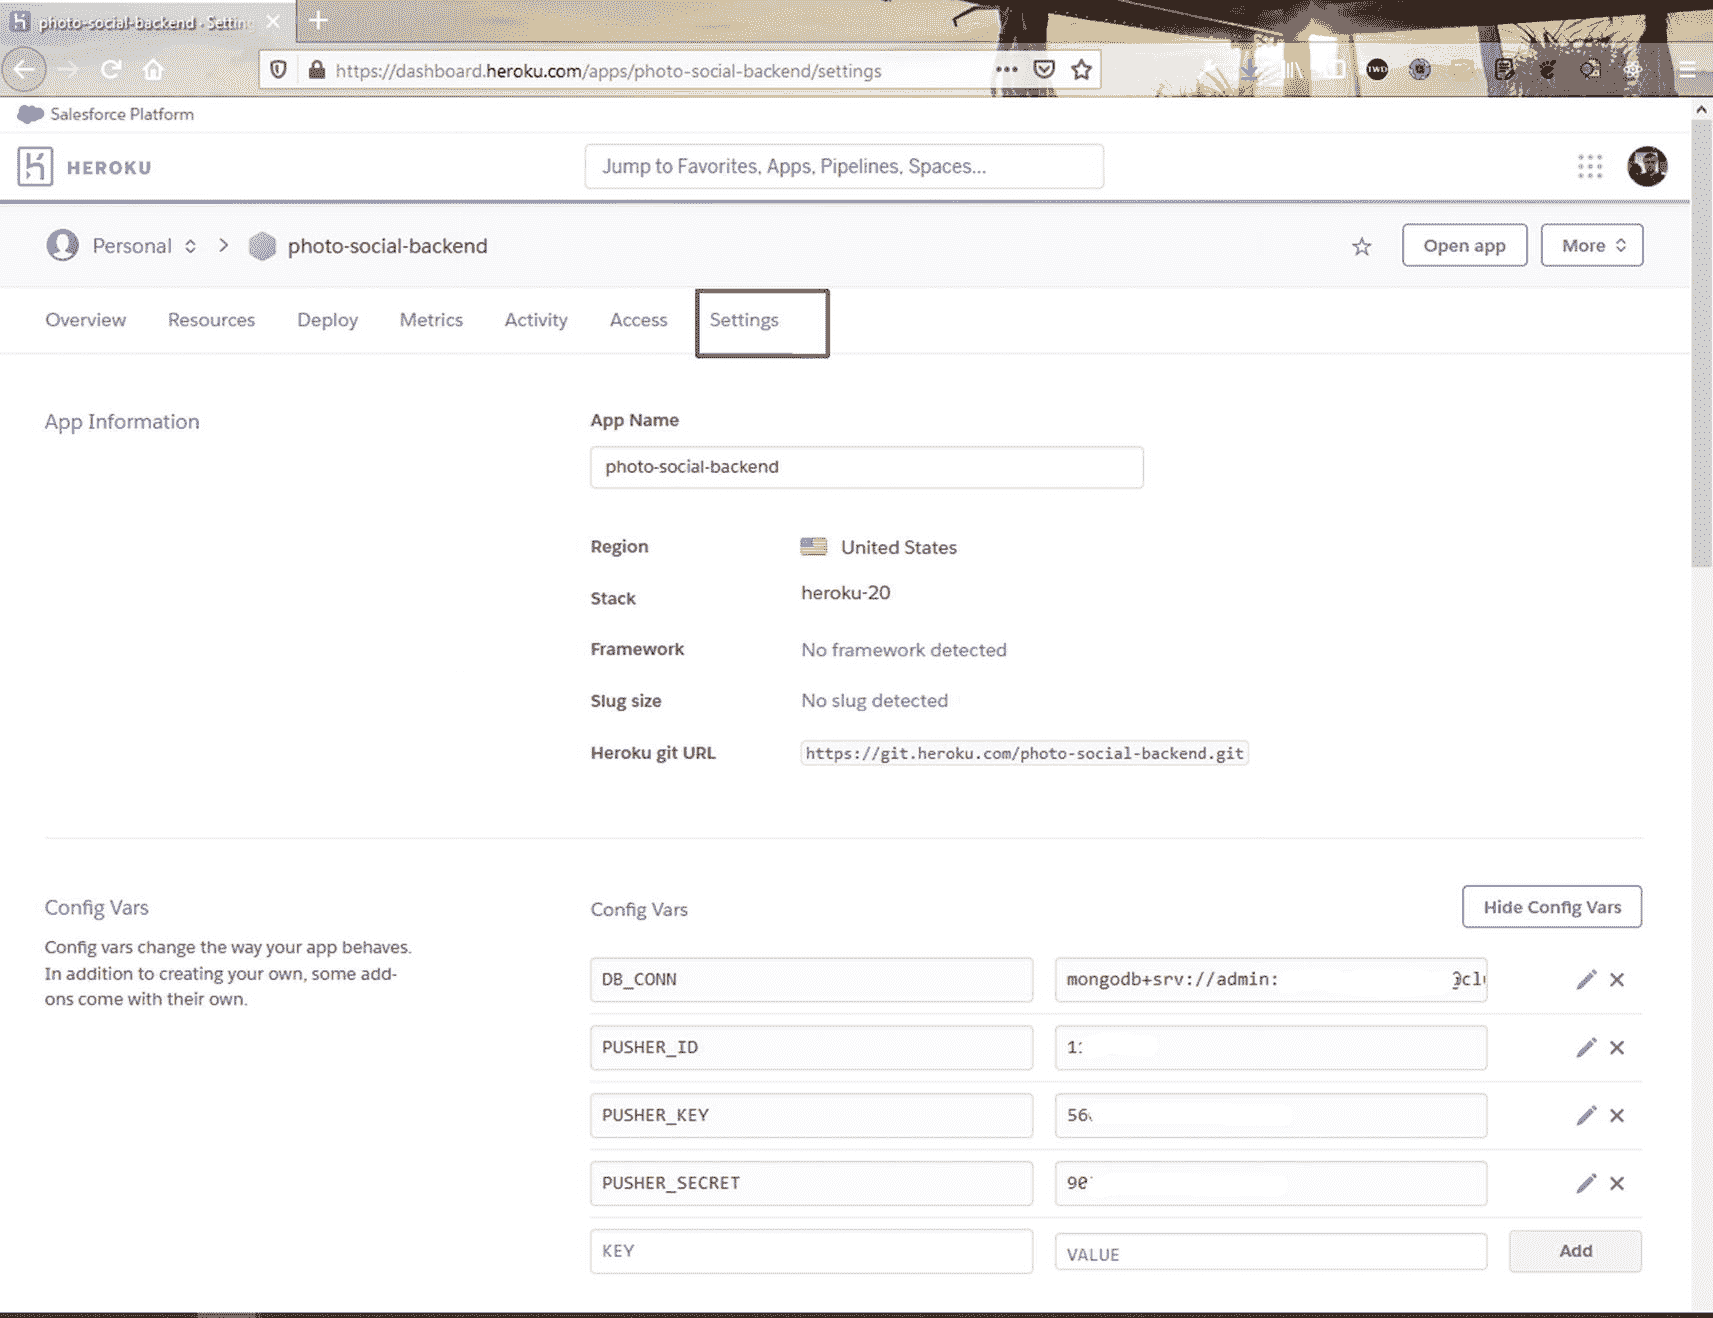 photo-social-backend · Settin
https://dashboard.heroku.com/apps/photo-social-backend/settings
Salesforce Platform
HEROKU
Jump to Favorites, Apps, Pipelines, Spaces...
Personal
photo-social-backend
Open app
More
Overview
Resources
Deploy
Metrics
Activity
Access
Settings
App Information
App Name
photo-social-backend
Region
United States
Stack
heroku-20
Framework
No framework detected
Slug size
No slug detected
Heroku git URL
https://git.heroku.com/photo-social-backend.git
Config Vars
Config vars change the way your app behaves.
In addition to creating your own, some add-
ons come with their own.
Config Vars
Hide Config Vars
DB_CONN
mongodb+srv://admin:
PUSHER_ID
PUSHER_KEY
56
PUSHER_SECRET
90
KEY
VALUE
Add